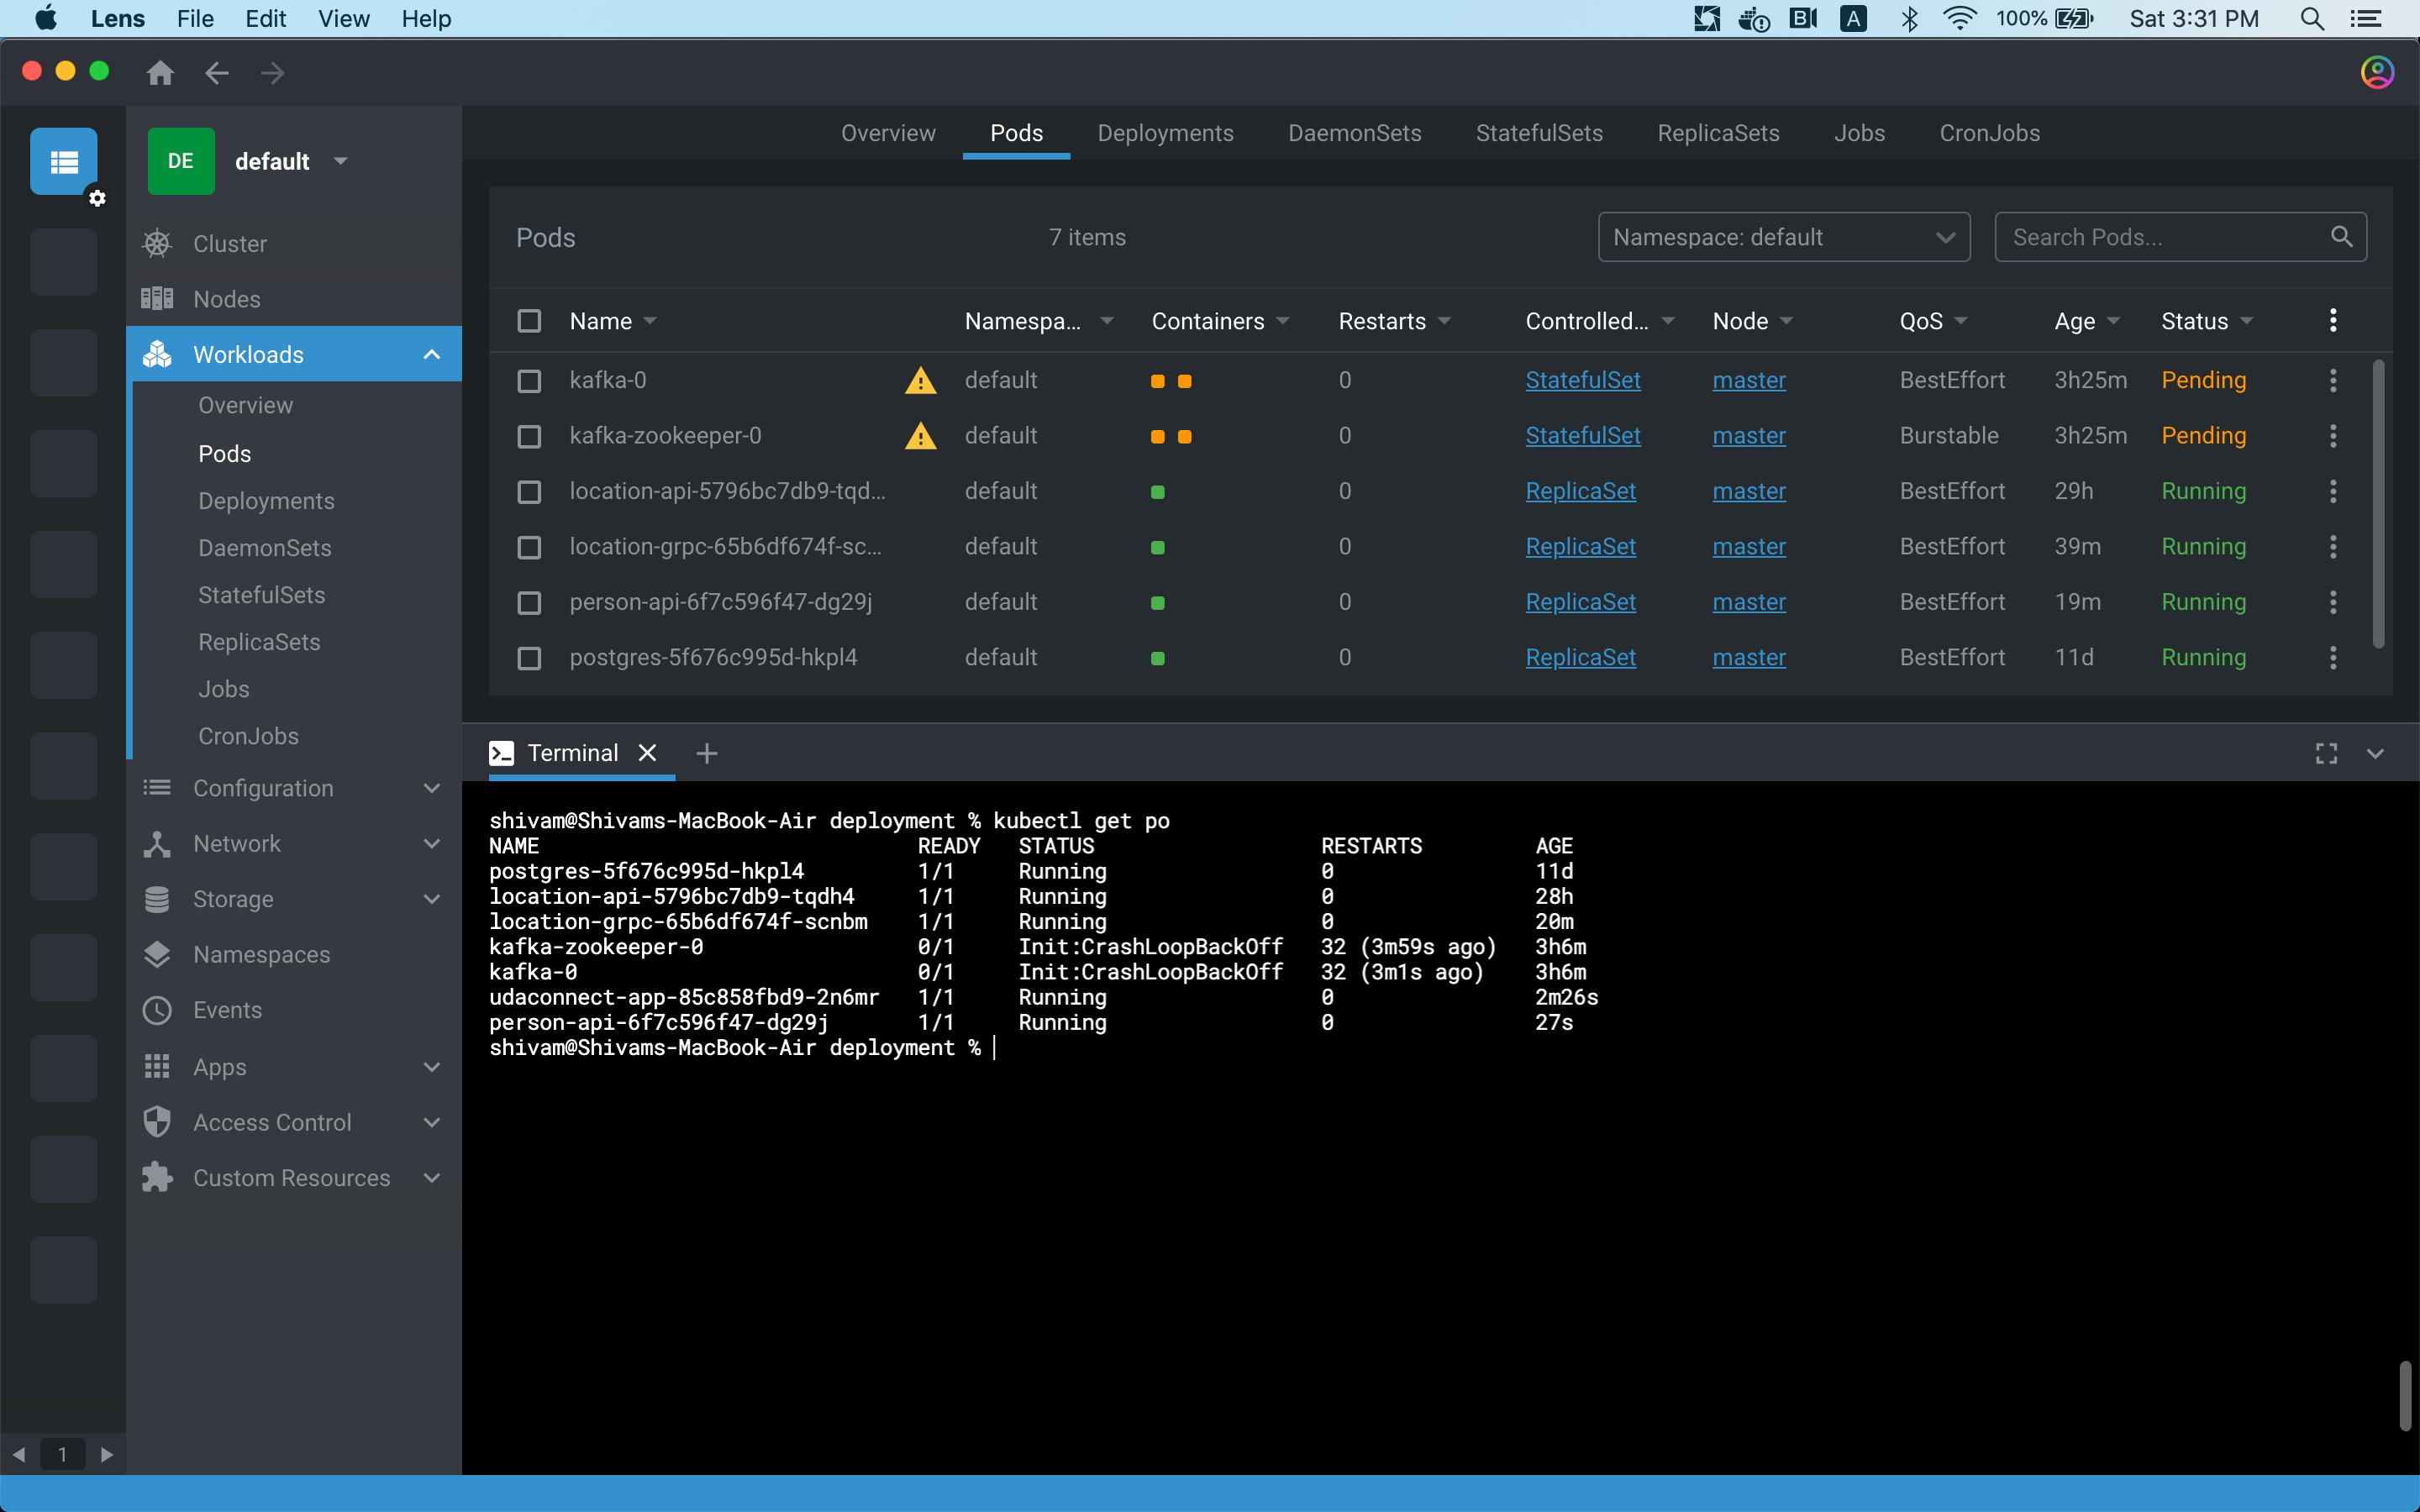 Lens File Edit View Help B A 100% Sat 3:31 PM
DE default
Cluster
Nodes
Workloads
Overview
Pods
Deployments
DaemonSets
StatefulSets
ReplicaSets
Jobs
CronJobs
Configuration
Network
Storage
Namespaces
Events
Apps
Access Control
Custom Resources
1
Overview Pods Deployments DaemonSets StatefulSets ReplicaSets Jobs CronJobs
Pods 7 items Namespace: default Search Pods...
Name Namespa... Containers Restarts Controlled... Node QoS Age Status
kafka-0 default 0 StatefulSet master BestEffort 3h25m Pending
kafka-zookeeper-0 default 0 StatefulSet master Burstable 3h25m Pending
location-api-5796bc7db9-tqd... default 0 ReplicaSet master BestEffort 29h Running
location-grpc-65b6df674f-sc... default 0 ReplicaSet master BestEffort 39m Running
person-api-6f7c596f47-dg29j default 0 ReplicaSet master BestEffort 19m Running
postgres-5f676c995d-hkpl4 default 0 ReplicaSet master BestEffort 11d Running
Terminal
shivam@Shivams-MacBook-Air deployment % kubectl get po
NAME READY STATUS RESTARTS AGE
postgres-5f676c995d-hkpl4 1/1 Running 0 11d
location-api-5796bc7db9-tqdh4 1/1 Running 0 28h
location-grpc-65b6df674f-scnbm 1/1 Running 0 20m
kafka-zookeeper-0 0/1 Init:CrashLoopBackOff 32 (3m59s ago) 3h6m
kafka-0 0/1 Init:CrashLoopBackOff 32 (3m1s ago) 3h6m
udaconnect-app-85c858fbd9-2n6mr 1/1 Running 0 2m26s
person-api-6f7c596f47-dg29j 1/1 Running 0 27s
shivam@Shivams-MacBook-Air deployment %